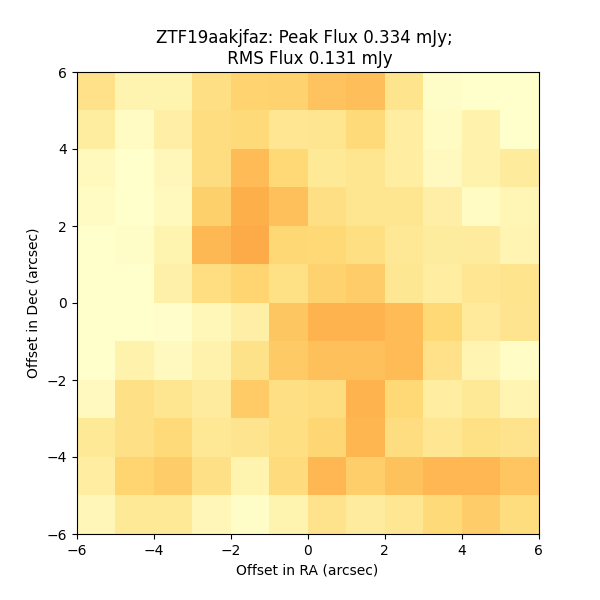 ZTF19aakjfaz: Peak Flux 0.334 mJy;
RMS Flux 0.131 mJy
6
4
2
0
−2
−4
−6
Offset in Dec (arcsec)
−6 −4 −2 0 2 4 6
Offset in RA (arcsec)